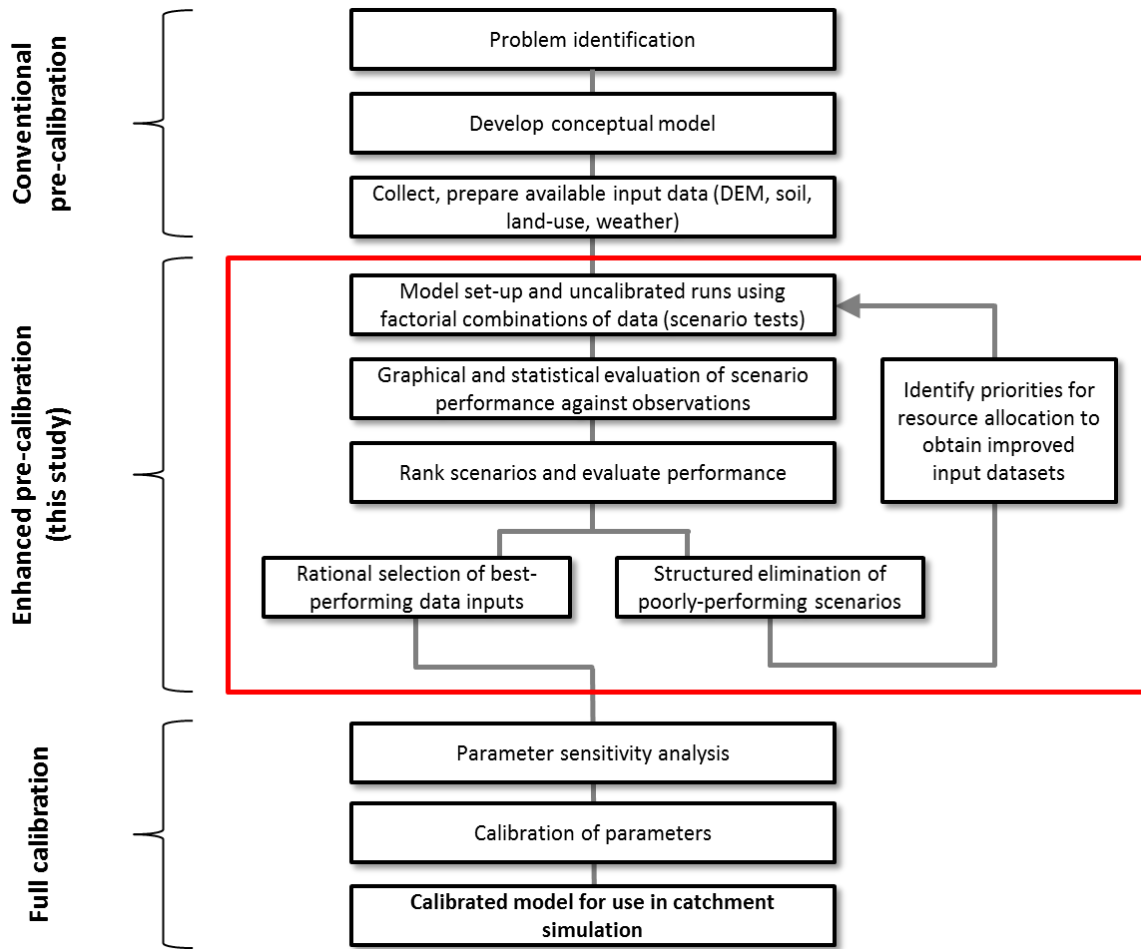 Conventional
pre-calibration
Problem identification
Develop conceptual model
Collect, prepare available input data (DEM, soil,
land-use, weather)
Enhanced pre-calibration
(this study)
Model set-up and uncalibrated runs using
factorial combinations of data (scenario tests)
Graphical and statistical evaluation of scenario
performance against observations
Rank scenarios and evaluate performance
Identify priorities for
resource allocation to
obtain improved
input datasets
Rational selection of best-
performing data inputs
Structured elimination of
poorly-performing scenarios
Full calibration
Parameter sensitivity analysis
Calibration of parameters
Calibrated model for use in catchment
simulation